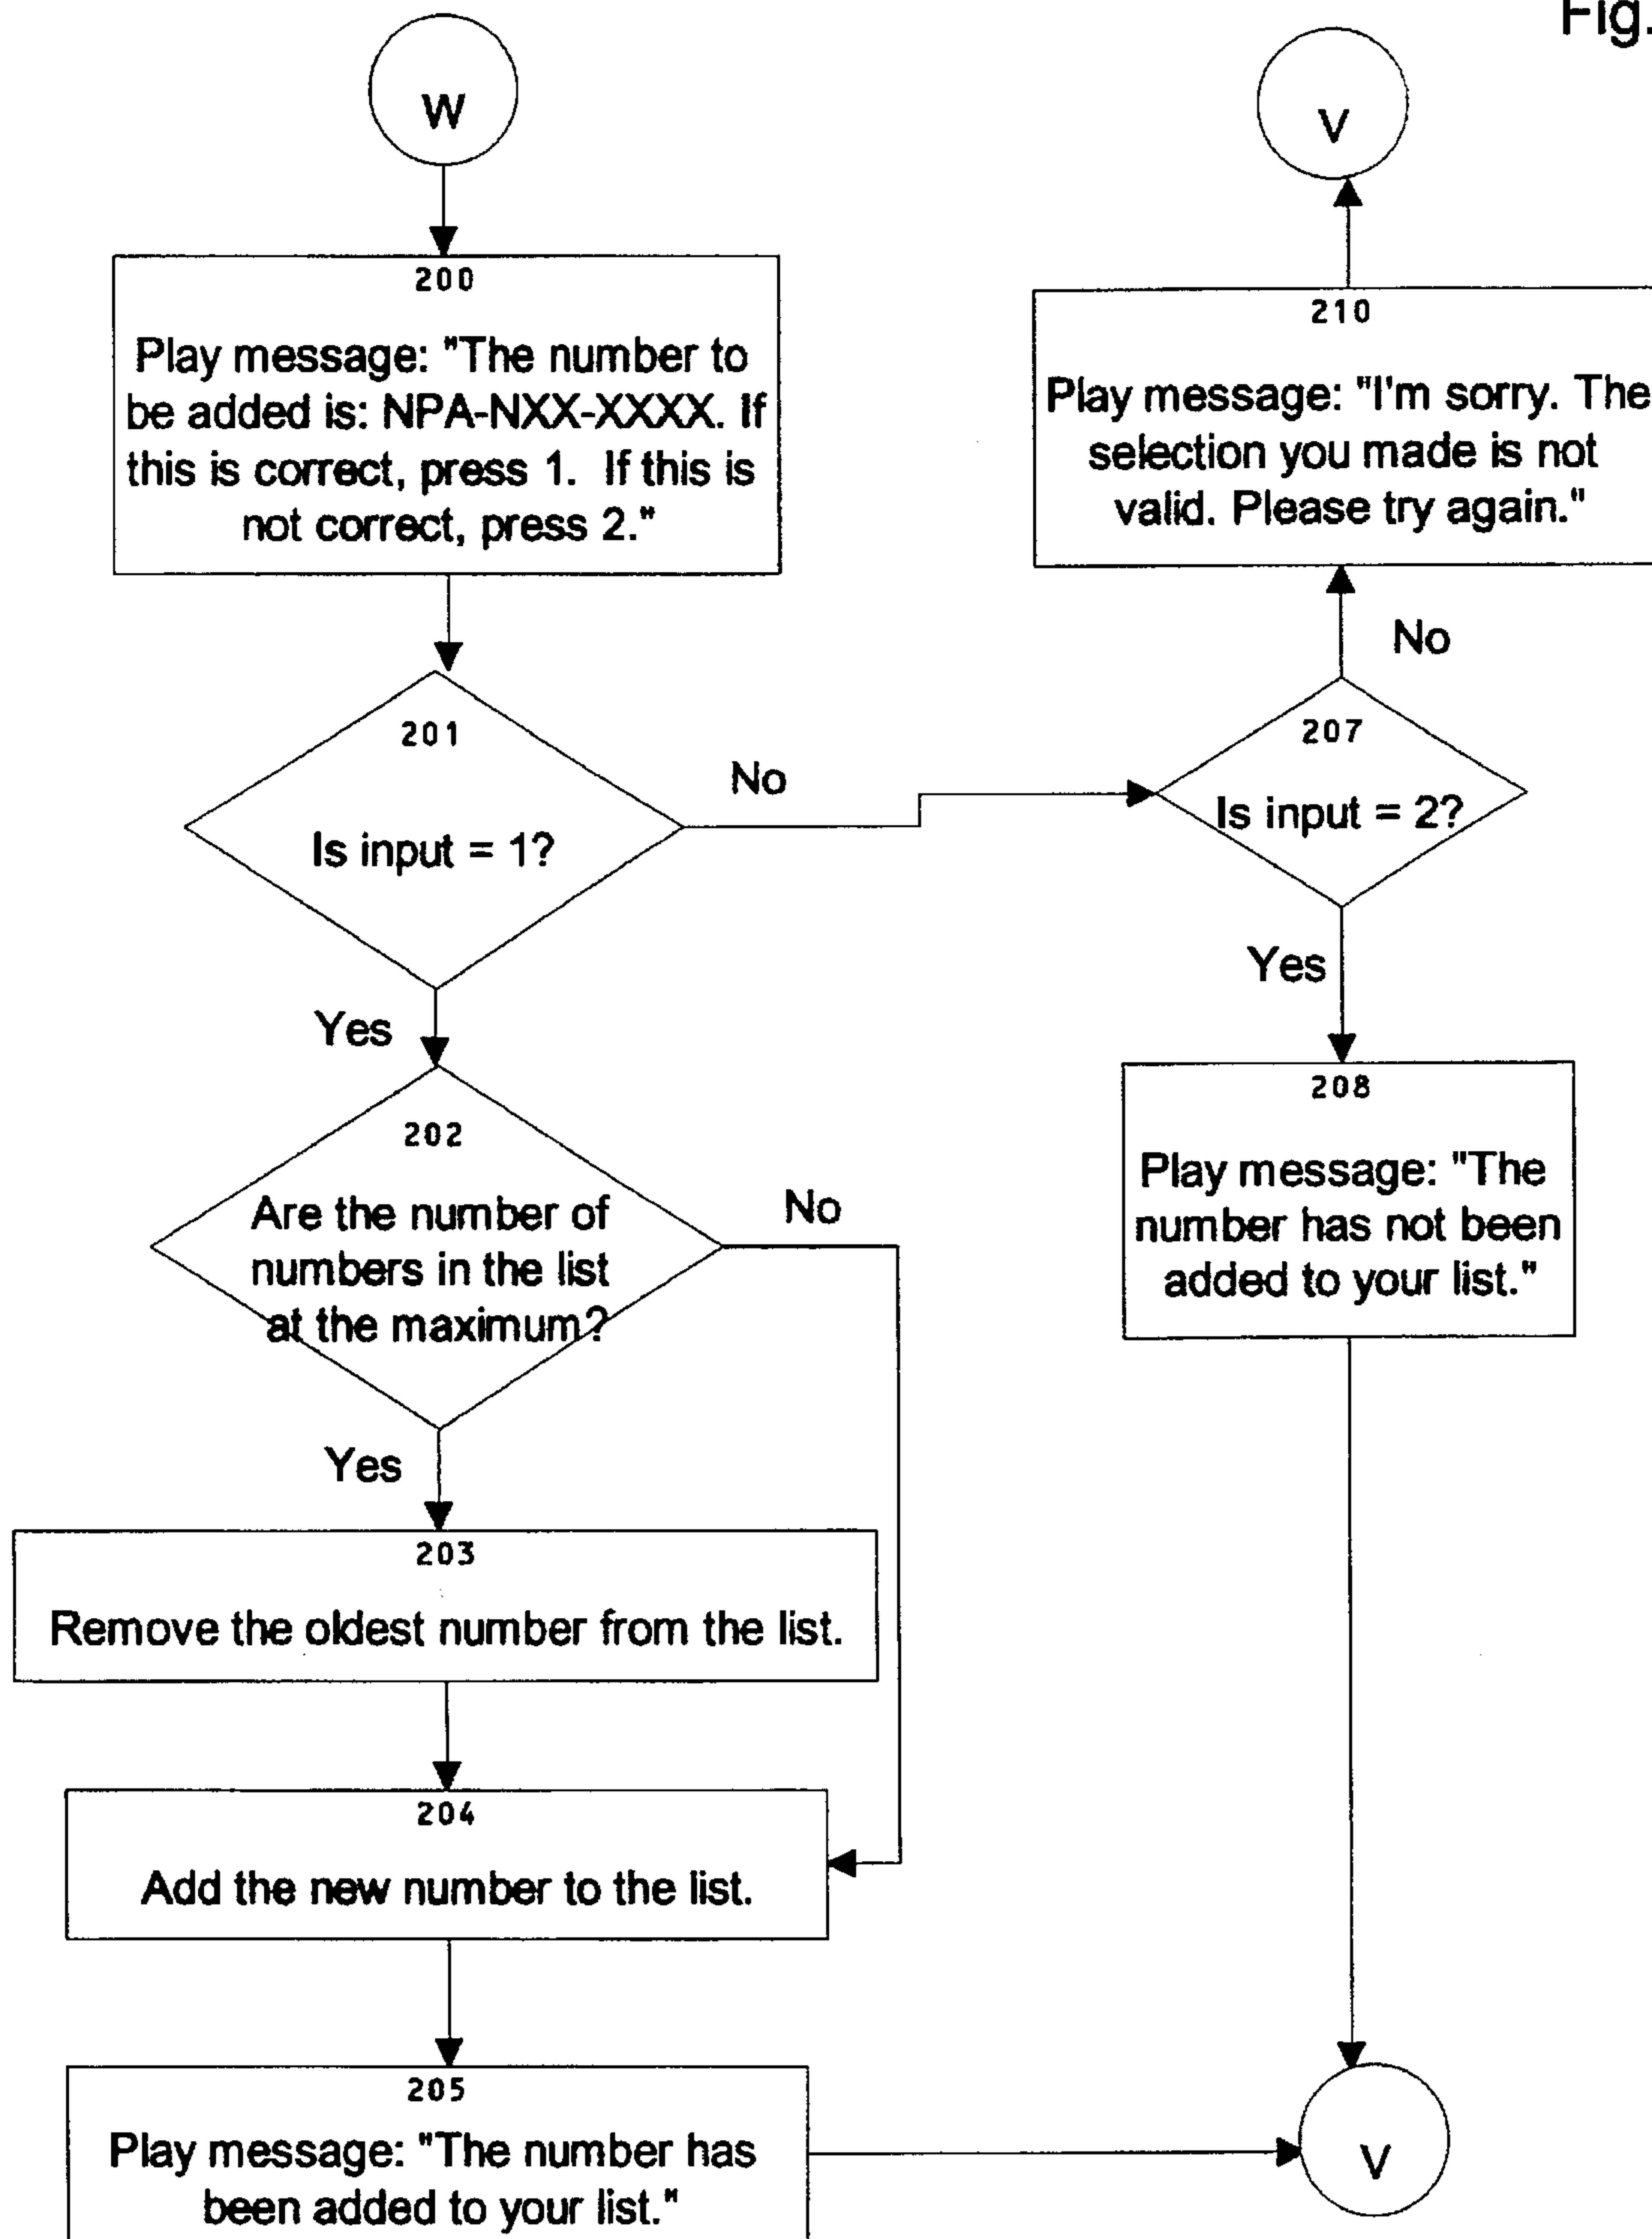 Fig.
W
200
Play message: "The number to
be added is: NPA-NXX-XXXX. If
this is correct, press 1. If this is
not correct, press 2."
201
Is input = 1?
No
Yes
202
Are the number of
numbers in the list
at the maximum?
No
Yes
203
Remove the oldest number from the list.
204
Add the new number to the list.
205
Play message: "The number has
been added to your list."
V
210
Play message: "I'm sorry. The
selection you made is not
valid. Please try again."
No
207
Is input = 2?
Yes
208
Play message: "The
number has not been
added to your list."
V